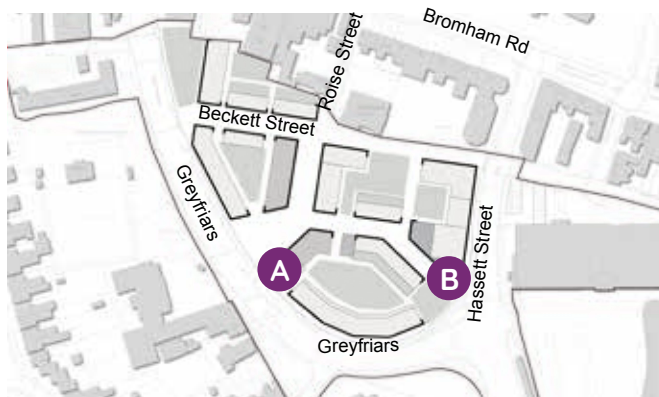 Bromham Rd
Roise Street
Beckett Street
Greyfriars
A
B
Hassett Street
Greyfriars